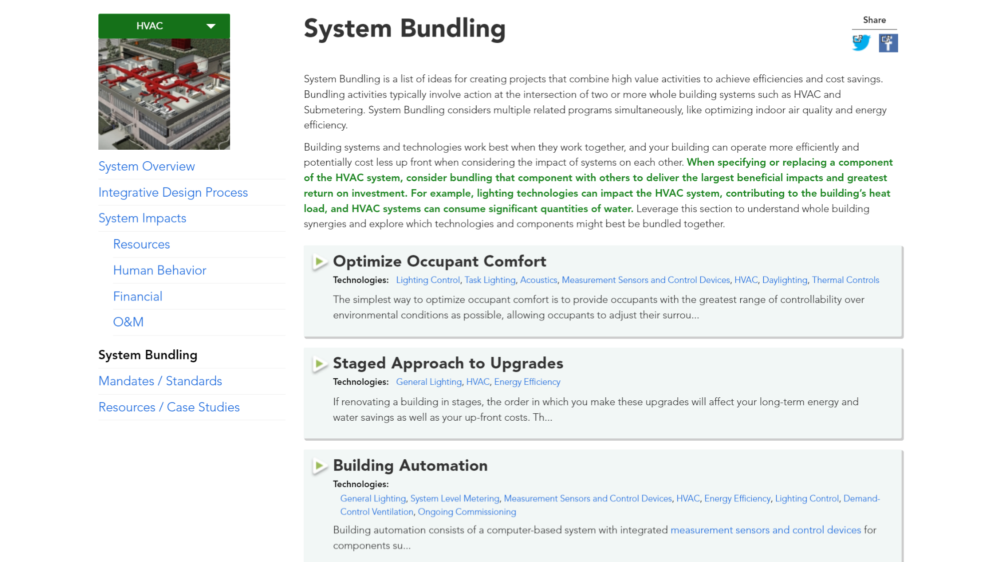 HVAC
System Overview
Integrative Design Process
System Impacts
Resources
Human Behavior
Financial
O&M
System Bundling
Mandates / Standards
Resources / Case Studies
System Bundling
Share
System Bundling is a list of ideas for creating projects that combine high value activities to achieve efficiencies and cost savings.
Bundling activities typically involve action at the intersection of two or more whole building systems such as HVAC and
Submetering. System Bundling considers multiple related programs simultaneously, like optimizing indoor air quality and energy
efficiency.
Building systems and technologies work best when they work together, and your building can operate more efficiently and
potentially cost less up front when considering the impact of systems on each other. When specifying or replacing a component
of the HVAC system, consider bundling that component with others to deliver the largest beneficial impacts and greatest
return on investment. For example, lighting technologies can impact the HVAC system, contributing to the building’s heat
load, and HVAC systems can consume significant quantities of water. Leverage this section to understand whole building
synergies and explore which technologies and components might best be bundled together.
Optimize Occupant Comfort
Technologies: Lighting Control, Task Lighting, Acoustics, Measurement Sensors and Control Devices, HVAC, Daylighting, Thermal Controls
The simplest way to optimize occupant comfort is to provide occupants with the greatest range of controllability over
environmental conditions as possible, allowing occupants to adjust their surrou...
Staged Approach to Upgrades
Technologies: General Lighting, HVAC, Energy Efficiency
If renovating a building in stages, the order in which you make these upgrades will affect your long-term energy and
water savings as well as your up-front costs. Th...
Building Automation
Technologies:
General Lighting, System Level Metering, Measurement Sensors and Control Devices, HVAC, Energy Efficiency, Lighting Control, Demand-
Control Ventilation, Ongoing Commissioning
Building automation consists of a computer-based system with integrated measurement sensors and control devices for
components su...